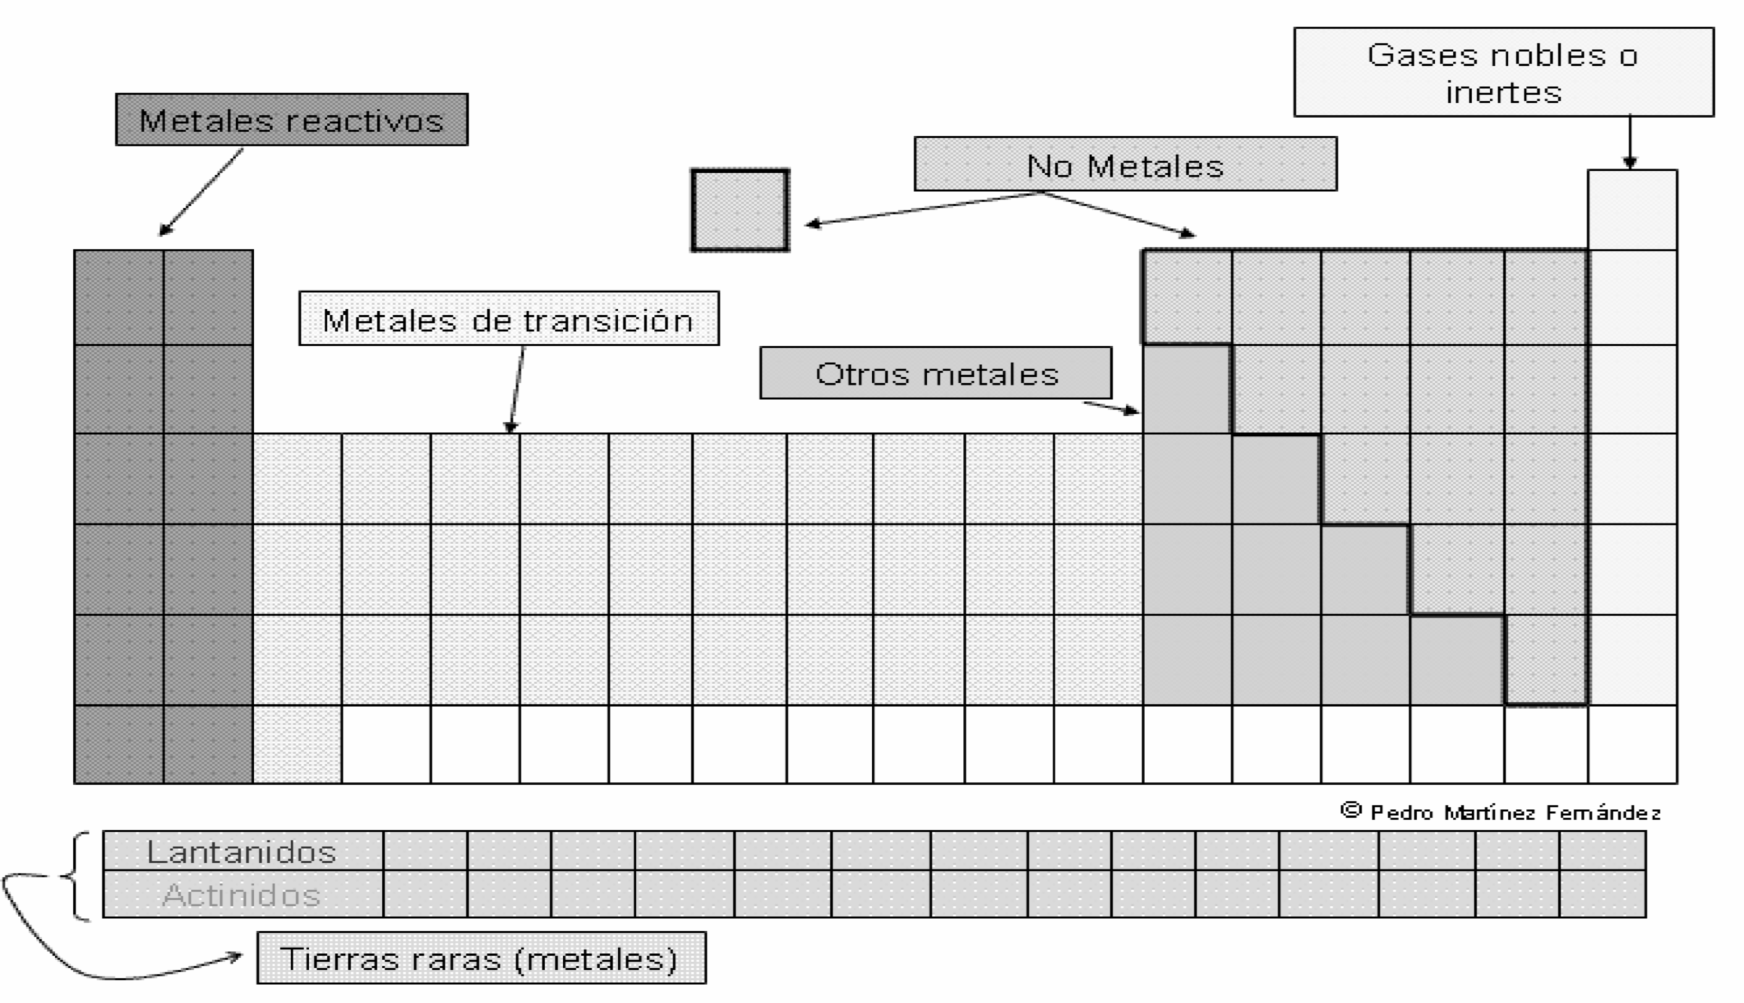 Gases nobles o
inertes
Metales reactivos
No Metales
Metales de transición
Otros metales
© Pedro Martínez Fernández
Lantanidos
Actinidos
Tierras raras (metales)